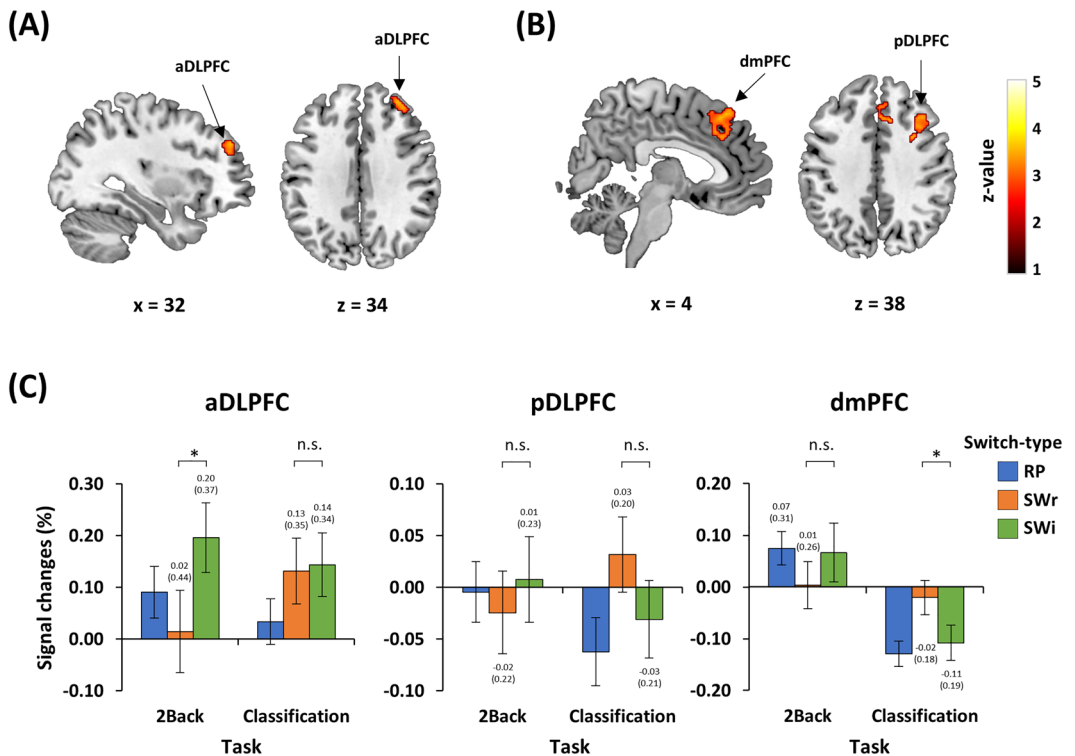 (A)
aDLPFC
aDLPFC
x = 32
z = 34
(B)
dmPFC
pDLPFC
x = 4
z = 38
5
4
3
2
1
z-value
(C)
aDLPFC
pDLPFC
dmPFC
Switch-type
RP
SWr
SWi
Signal changes (%)
0.30
0.20
0.10
0.00
-0.10
*
n.s.
0.02
(0.44)
0.20
(0.37)
0.13
(0.35)
0.14
(0.34)
2Back
Classification
Task
0.10
0.05
0.00
-0.05
-0.10
n.s.
n.s.
-0.02
(0.22)
0.01
(0.23)
0.03
(0.20)
-0.03
(0.21)
2Back
Classification
Task
0.20
0.10
0.00
-0.10
-0.20
n.s.
*
0.07
(0.31)
0.01
(0.26)
-0.02
(0.18)
-0.11
(0.19)
2Back
Classification
Task